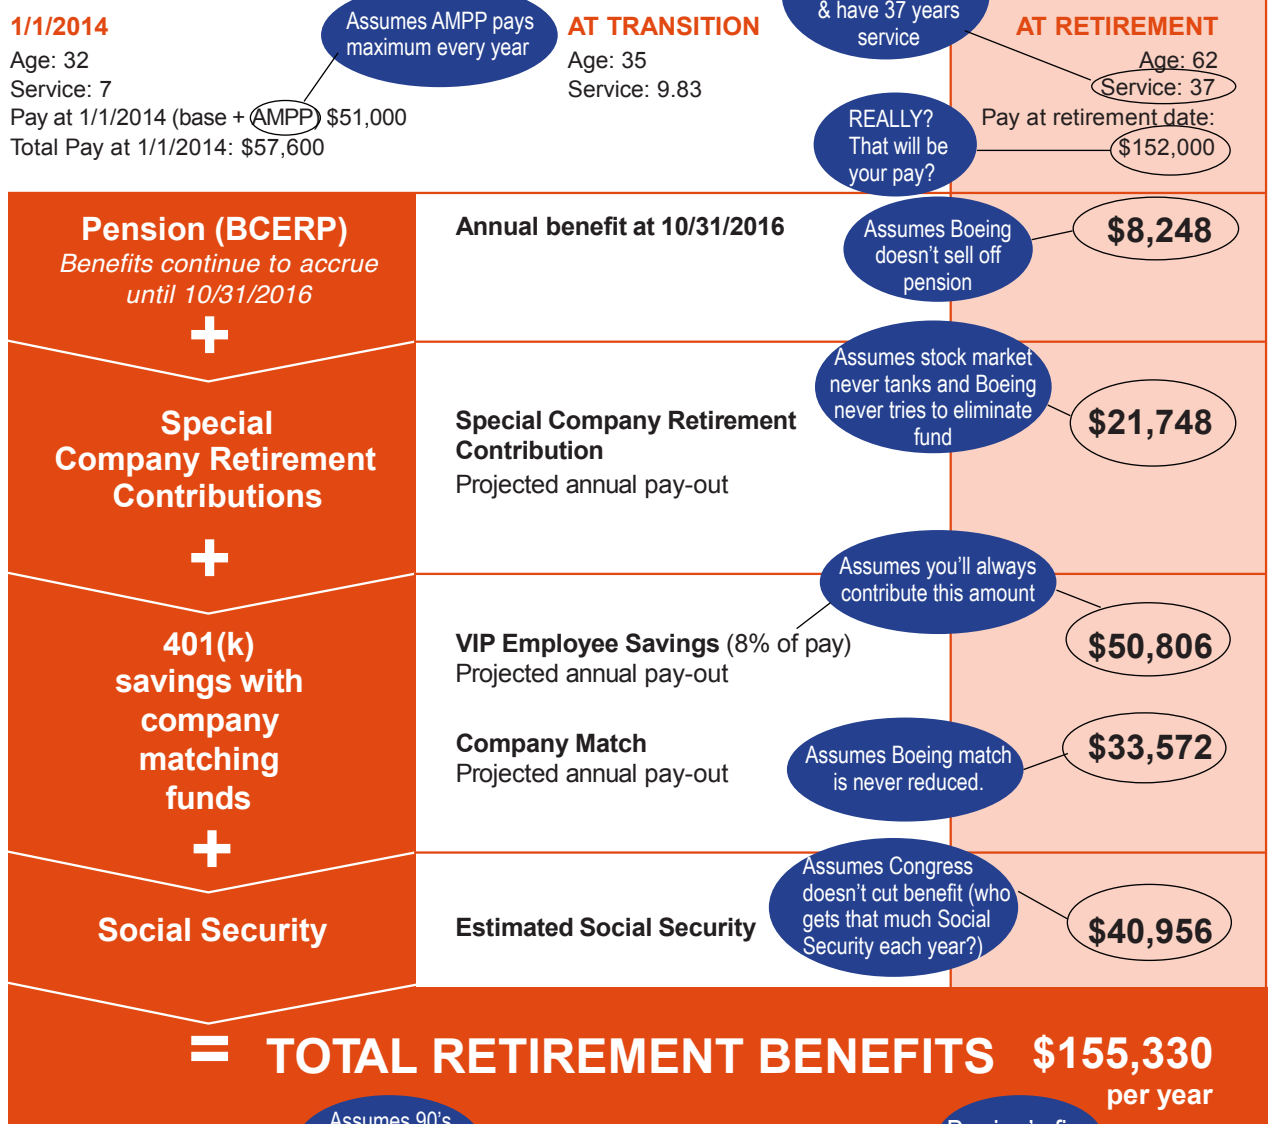 1/1/2014
Age: 32
Service: 7
Pay at 1/1/2014 (base + AMPP) $51,000
Total Pay at 1/1/2014: $57,600
Assumes AMPP pays
maximum every year
AT TRANSITION
Age: 35
Service: 9.83
& have 37 years
service
AT RETIREMENT
Age: 62
Service: 37
Pay at retirement date:
$152,000
REALLY?
That will be
your pay?
Pension (BCERP)
Benefits continue to accrue
until 10/31/2016
+
Annual benefit at 10/31/2016
Assumes Boeing
doesn't sell off
pension
$8,248
Special
Company Retirement
Contributions
+
Special Company Retirement
Contribution
Projected annual pay-out
Assumes stock market
never tanks and Boeing
never tries to eliminate
fund
$21,748
401(k)
savings with
company
matching
funds
+
VIP Employee Savings (8% of pay)
Projected annual pay-out
Assumes you'll always
contribute this amount
$50,806
Company Match
Projected annual pay-out
Assumes Boeing match
is never reduced.
$33,572
Social Security
Estimated Social Security
Assumes Congress
doesn't cut benefit (who
gets that much Social
Security each year?)
$40,956
= TOTAL RETIREMENT BENEFITS $155,330
per year
Assumes 90's